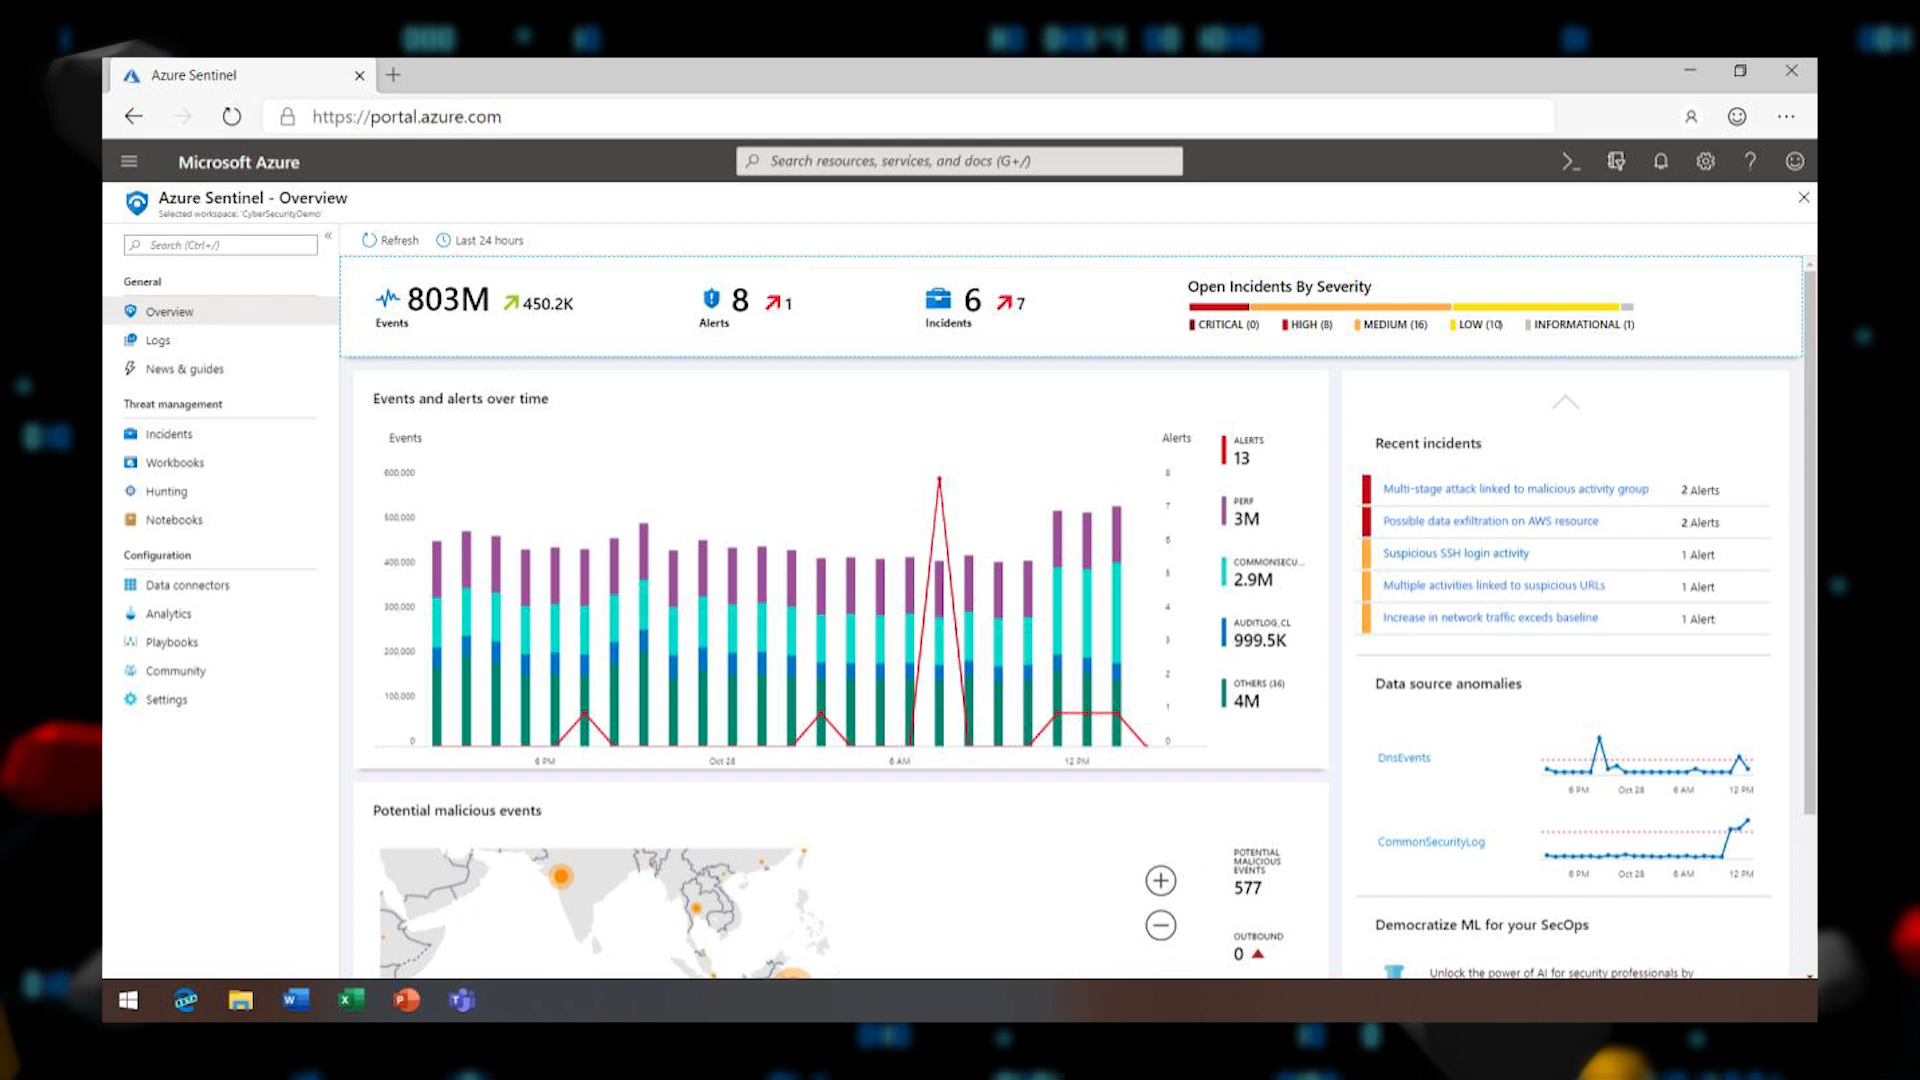 Azure Sentinel
https://portal.azure.com
Microsoft Azure
Search resources, services, and docs (G+/)
Azure Sentinel - Overview
Selected workspace: 'CyberSecurityDemo'
Search (Ctrl+/)
«
Refresh
Last 24 hours
General
Overview
Logs
News & guides
Threat management
Incidents
Workbooks
Hunting
Notebooks
Configuration
Data connectors
Analytics
Playbooks
Community
Settings
803M 450.2K
Events
8 1
Alerts
6 7
Incidents
Open Incidents By Severity
CRITICAL (0) HIGH (8) MEDIUM (16) LOW (10) INFORMATIONAL (1)
Events and alerts over time
Events
Alerts
600,000
500,000
400,000
300,000
200,000
100,000
0
8
7
6
5
4
3
2
1
0
6 PM Oct 28 6 AM 12 PM
ALERTS
13
PERF
3M
COMMONSECU...
2.9M
AUDITLOG_CL
999.5K
OTHERS (36)
4M
Recent incidents
Multi-stage attack linked to malicious activity group 2 Alerts
Possible data exfiltration on AWS resource 2 Alerts
Suspicious SSH login activity 1 Alert
Multiple activities linked to suspicious URLs 1 Alert
Increase in network traffic exceeds baseline 1 Alert
Data source anomalies
DnsEvents
6 PM Oct 28 6 AM 12 PM
CommonSecurityLog
6 PM Oct 28 6 AM 12 PM
Potential malicious events
POTENTIAL
MALICIOUS
EVENTS
577
OUTBOUND
0
Democratize ML for your SecOps
Unlock the power of AI for security professionals by